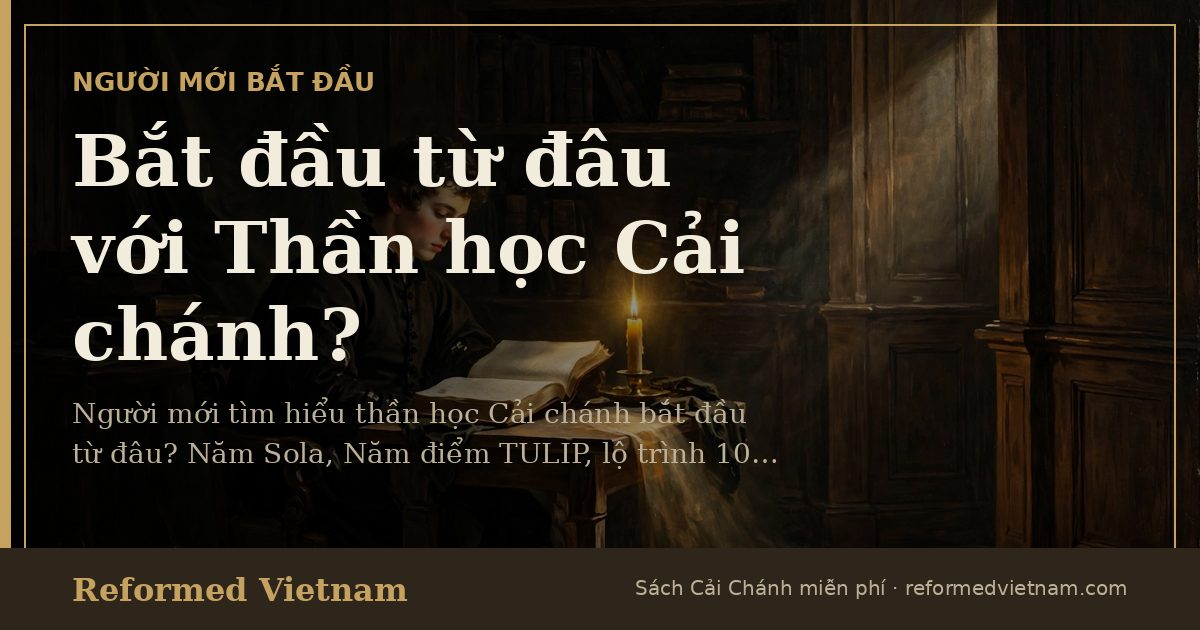 NGƯỜI MỚI BẮT ĐẦU
Bắt đầu từ đâu
với Thần học Cải
chánh?
Người mới tìm hiểu thần học Cải chánh bắt đầu
từ đâu? Năm Sola, Năm điểm TULIP, lộ trình 10…
Reformed Vietnam
Sách Cải Chánh miễn phí · reformedvietnam.com